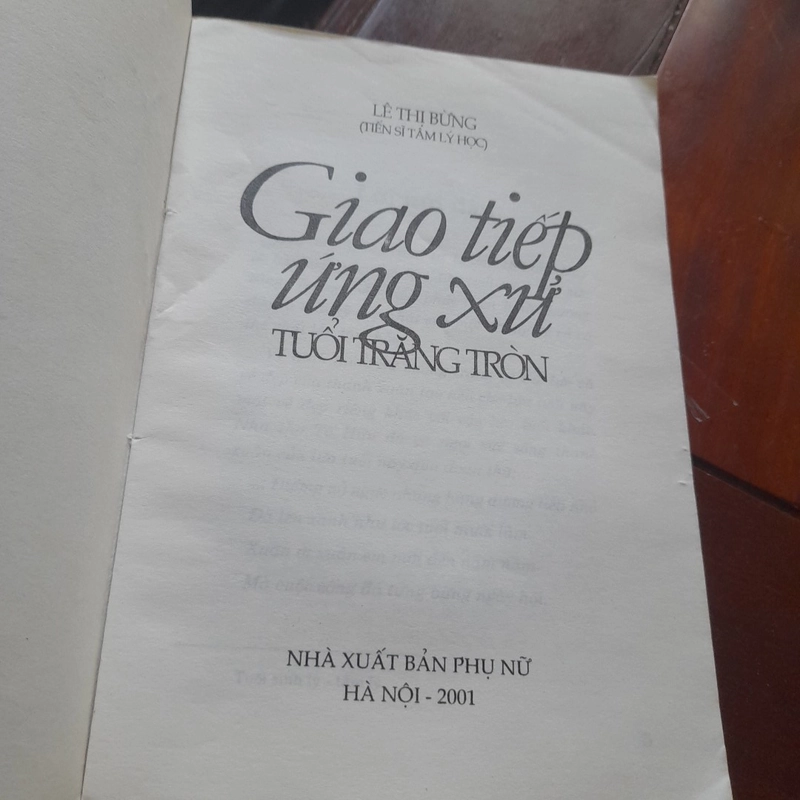 LÊ THỊ BỪNG
(TIẾN SĨ TÂM LÝ HỌC)
Giao tiếp
ứng xử
TUỔI TRĂNG TRÒN
NHÀ XUẤT BẢN PHỤ NỮ
HÀ NỘI - 2001